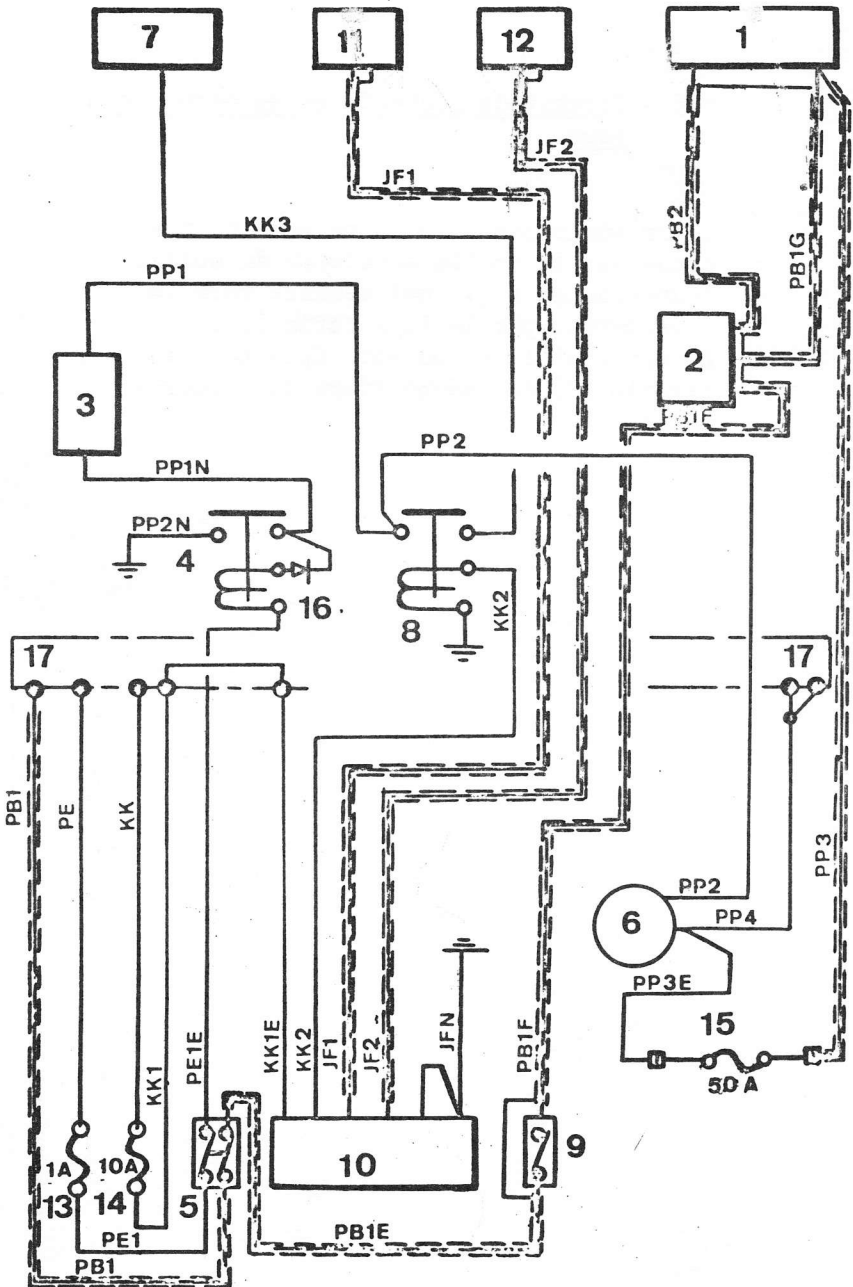 7
11
12
1
JF2
JF1
KK3
PB2
PB1G
PP1
2
3
PB1F
PP2
PP1N
PP2N
4
16
8
KK2
17
17
PB1
PE
KK
PP3
PP2
6
PP4
PP3E
15
50 A
PE1E
KK1E
KK2
JF1
JF2
JFN
PB1F
KK1
1A
10A
13
14
5
10
9
PE1
PB1E
PB1